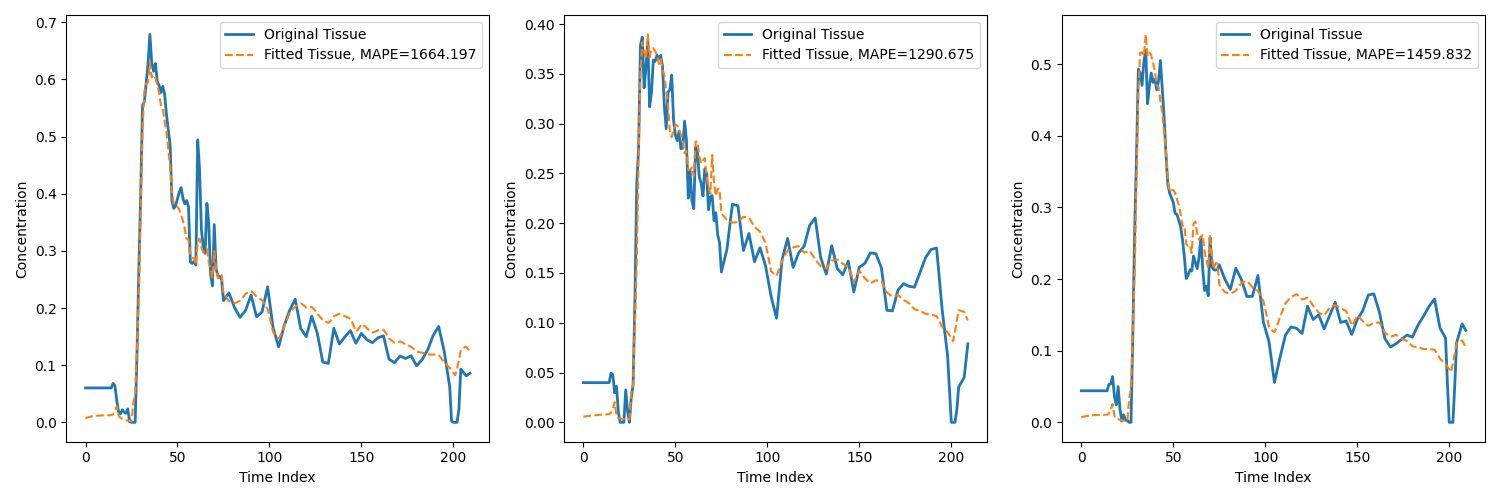 Original Tissue
Fitted Tissue, MAPE=1664.197
0.7
0.6
0.5
0.4
0.3
0.2
0.1
0.0
Concentration
0 50 100 150 200
Time Index
Original Tissue
Fitted Tissue, MAPE=1290.675
0.40
0.35
0.30
0.25
0.20
0.15
0.10
0.05
0.00
Concentration
0 50 100 150 200
Time Index
Original Tissue
Fitted Tissue, MAPE=1459.832
0.5
0.4
0.3
0.2
0.1
0.0
Concentration
0 50 100 150 200
Time Index